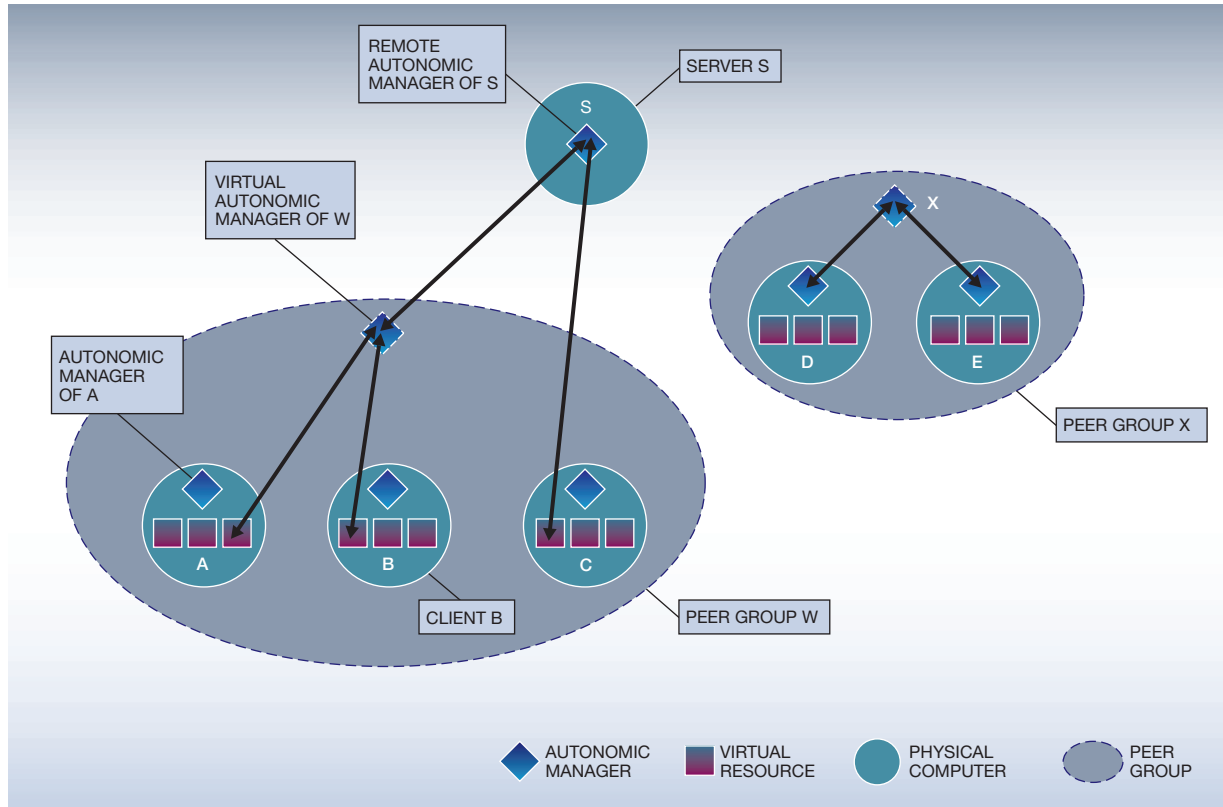 REMOTE
AUTONOMIC
MANAGER OF S
SERVER S
S
VIRTUAL
AUTONOMIC
MANAGER OF W
X
AUTONOMIC
MANAGER
OF A
D
E
PEER GROUP X
A
B
C
CLIENT B
PEER GROUP W
AUTONOMIC
MANAGER
VIRTUAL
RESOURCE
PHYSICAL
COMPUTER
PEER
GROUP